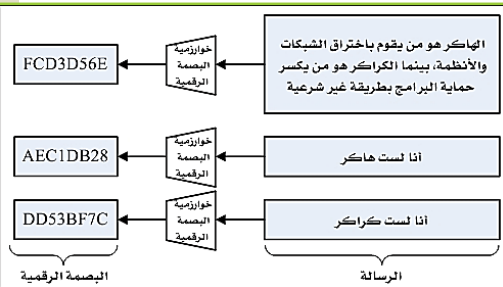 الهاكر هو من يقوم باختراق الشبكات
والأنظمة، بينما الكراكر هو من يكسر
حماية البرامج بطريقة غير شرعية
خوارزمية
البصمة
الرقمية
FCD3D56E
أنا لست هاكر
خوارزمية
البصمة
الرقمية
AEC1DB28
أنا لست كراكر
خوارزمية
البصمة
الرقمية
DD53BF7C
الرسالة
البصمة الرقمية